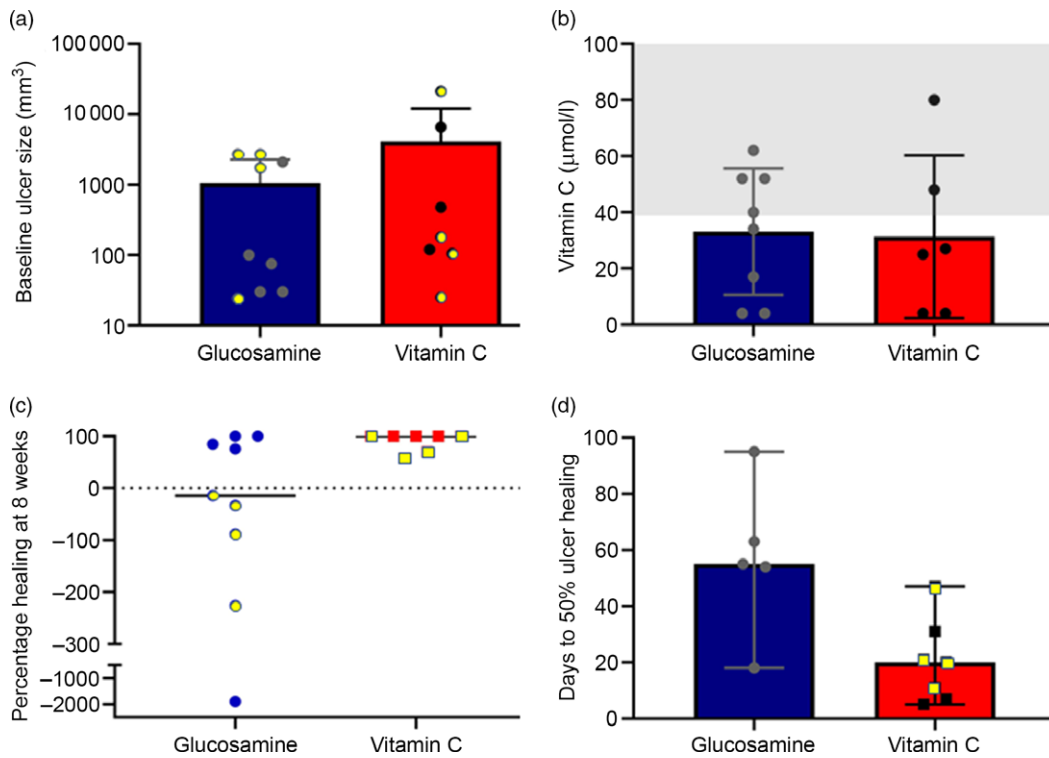 (a)
Baseline ulcer size (mm³)
100 000
10 000
1000
100
10
Glucosamine
Vitamin C
(b)
Vitamin C (μmol/l)
100
80
60
40
20
0
Glucosamine
Vitamin C
(c)
Percentage healing at 8 weeks
100
0
–100
–200
–300
–1000
–2000
Glucosamine
Vitamin C
(d)
Days to 50% ulcer healing
100
80
60
40
20
0
Glucosamine
Vitamin C